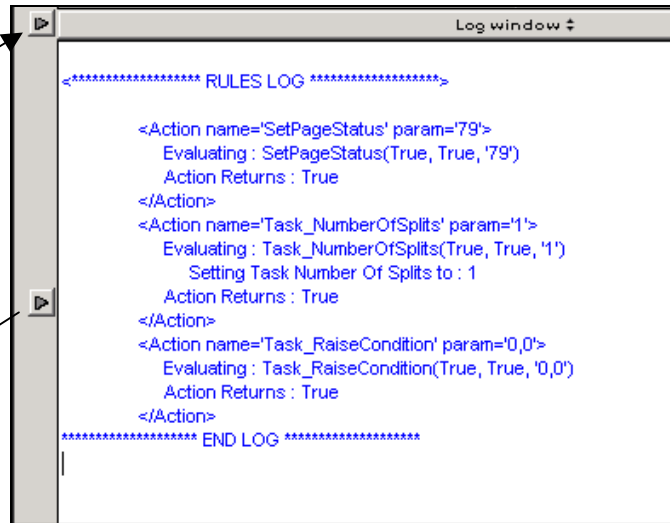 Log window
<******************* RULES LOG *******************>
<Action name='SetPageStatus' param='79'>
Evaluating : SetPageStatus(True, True, '79')
Action Returns : True
</Action>
<Action name='Task_NumberOfSplits' param='1'>
Evaluating : Task_NumberOfSplits(True, True, '1')
Setting Task Number Of Splits to : 1
Action Returns : True
</Action>
<Action name='Task_RaiseCondition' param='0,0'>
Evaluating : Task_RaiseCondition(True, True, '0,0')
Action Returns : True
</Action>
******************** END LOG ********************